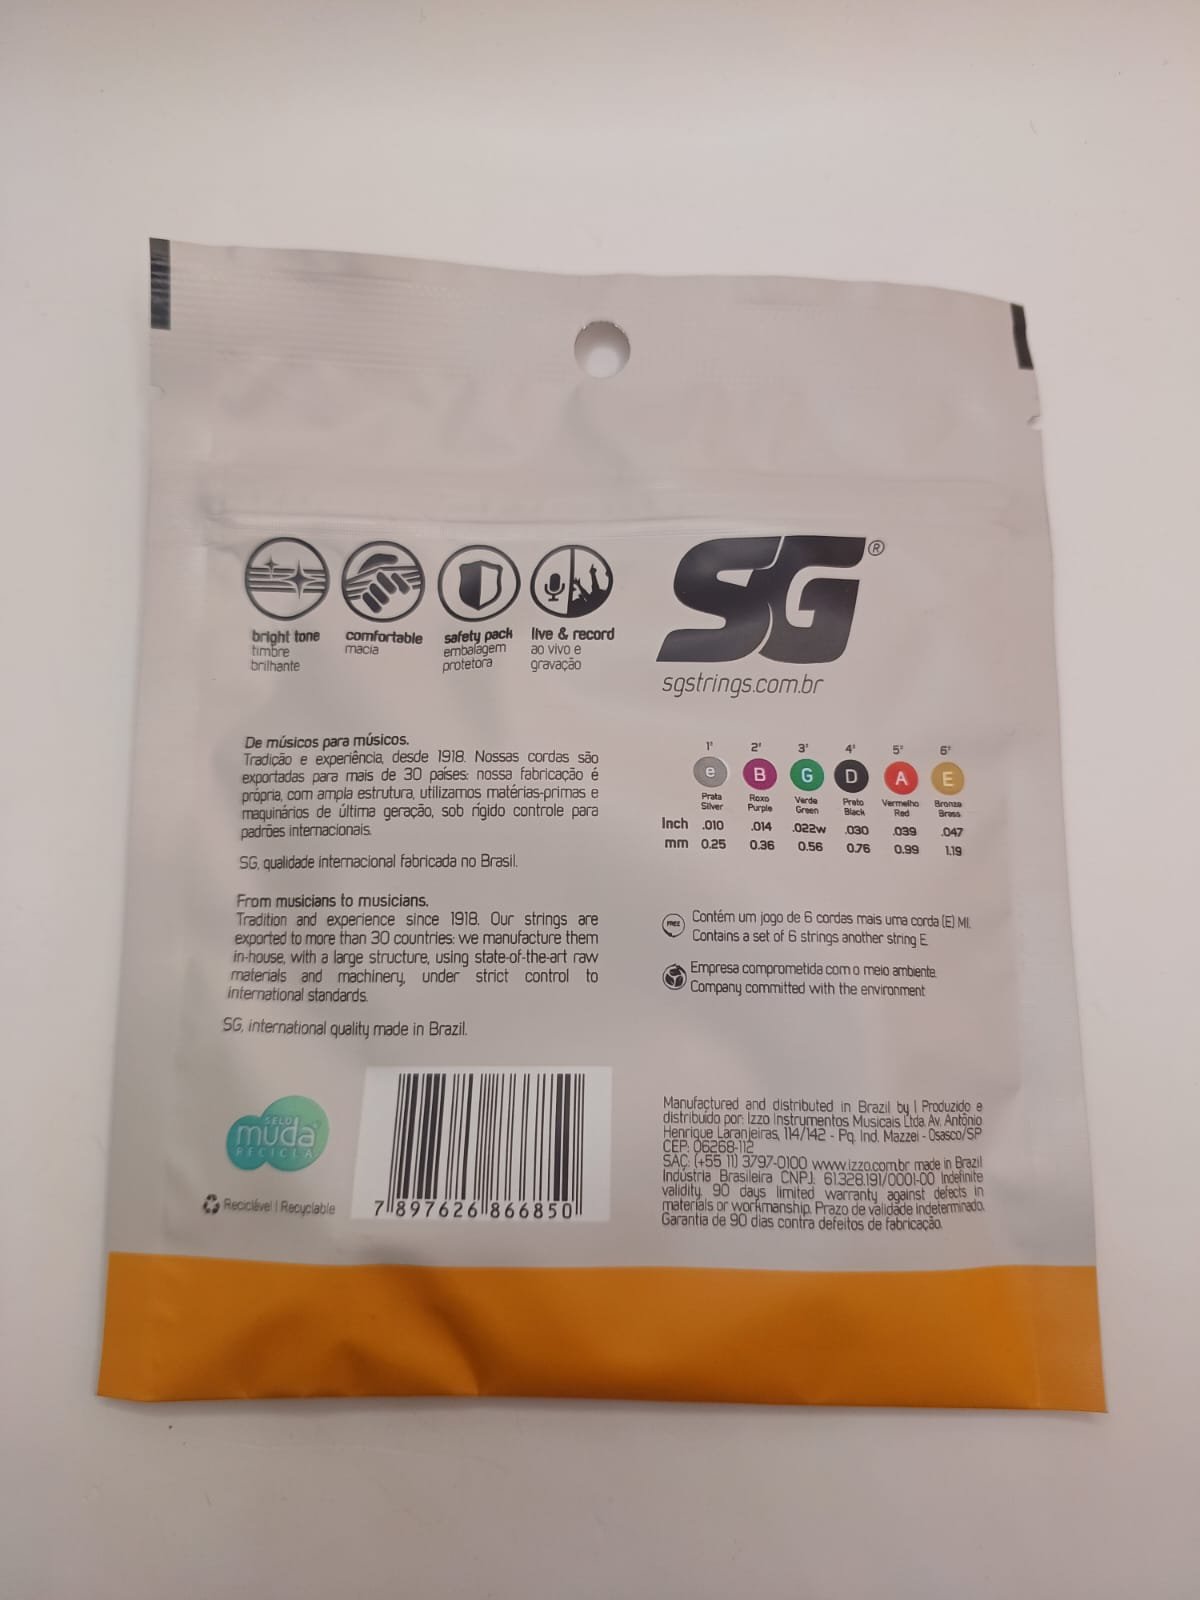 bright tone
timbre
brilhante
comfortable
macia
safety pack
embalagem
protetora
live & record
ao vivo e
gravação
SG®
sgstrings.com.br
De músicos para músicos.
Tradição e experiência, desde 1918. Nossas cordas são
exportadas para mais de 30 países: nossa fabricação é
própria, com ampla estrutura, utilizamos matérias-primas e
maquinários de última geração, sob rígido controle para
padrões internacionais.
SG, qualidade internacional fabricada no Brasil.
From musicians to musicians.
Tradition and experience since 1918. Our strings are
exported to more than 30 countries: we manufacture them
in-house, with a large structure, using state-of-the-art raw
materials and machinery, under strict control to
international standards.
SG, international quality made in Brazil.
1ª 2ª 3ª 4ª 5ª 6ª
e B G D A E
Prata Roxo Verde Preto Vermelho Bronze
Silver Purple Green Black Red Brass
Inch .010 .014 .022w .030 .039 .047
mm 0.25 0.36 0.56 0.76 0.99 1.19
FREE
Contém um jogo de 6 cordas mais uma corda (E) MI.
Contains a set of 6 strings another string E.
Empresa comprometida com o meio ambiente.
Company committed with the environment
SELO
muda
RECICLA
Reciclável | Recyclable
7 897626 866850
Manufactured and distributed in Brazil by | Produzido e
distribuído por: Izzo Instrumentos Musicais Ltda. Av. Antônio
Henrique Laranjeiras, 114/142 - Pq. Ind. Mazzei - Osasco/SP
CEP: 06268-112
SAC: (+55 11) 3797-0100 www.izzo.com.br made in Brazil
Indústria Brasileira CNPJ: 61.328.191/0001-00 Indefinite
validity. 90 days limited warranty against defects in
materials or workmanship. Prazo de validade indeterminado.
Garantia de 90 dias contra defeitos de fabricação.